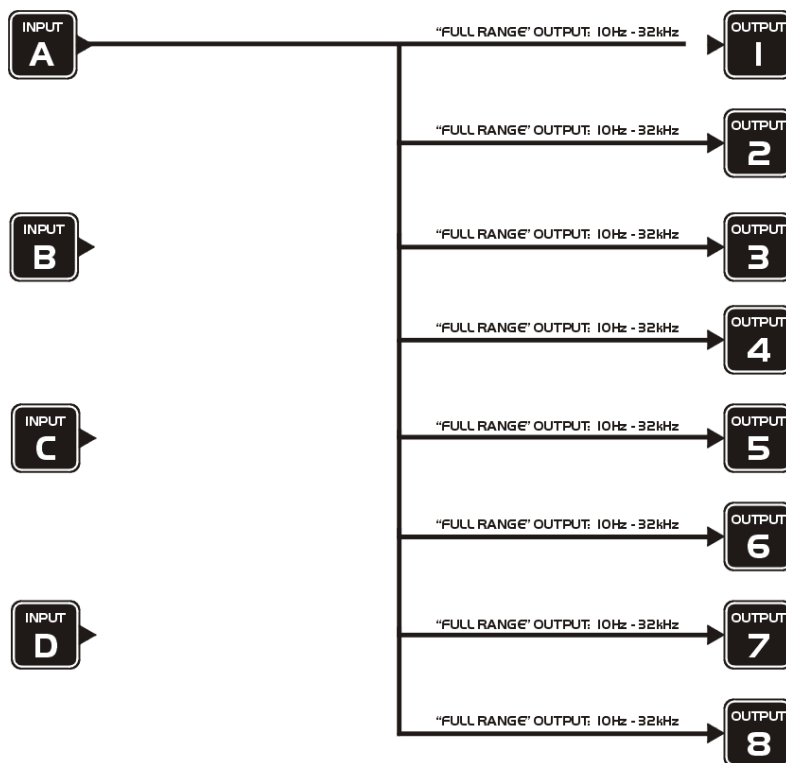 INPUT
A
"FULL RANGE" OUTPUT: 10Hz - 32kHz
OUTPUT
1
"FULL RANGE" OUTPUT: 10Hz - 32kHz
OUTPUT
2
INPUT
B
"FULL RANGE" OUTPUT: 10Hz - 32kHz
OUTPUT
3
"FULL RANGE" OUTPUT: 10Hz - 32kHz
OUTPUT
4
INPUT
C
"FULL RANGE" OUTPUT: 10Hz - 32kHz
OUTPUT
5
"FULL RANGE" OUTPUT: 10Hz - 32kHz
OUTPUT
6
INPUT
D
"FULL RANGE" OUTPUT: 10Hz - 32kHz
OUTPUT
7
"FULL RANGE" OUTPUT: 10Hz - 32kHz
OUTPUT
8